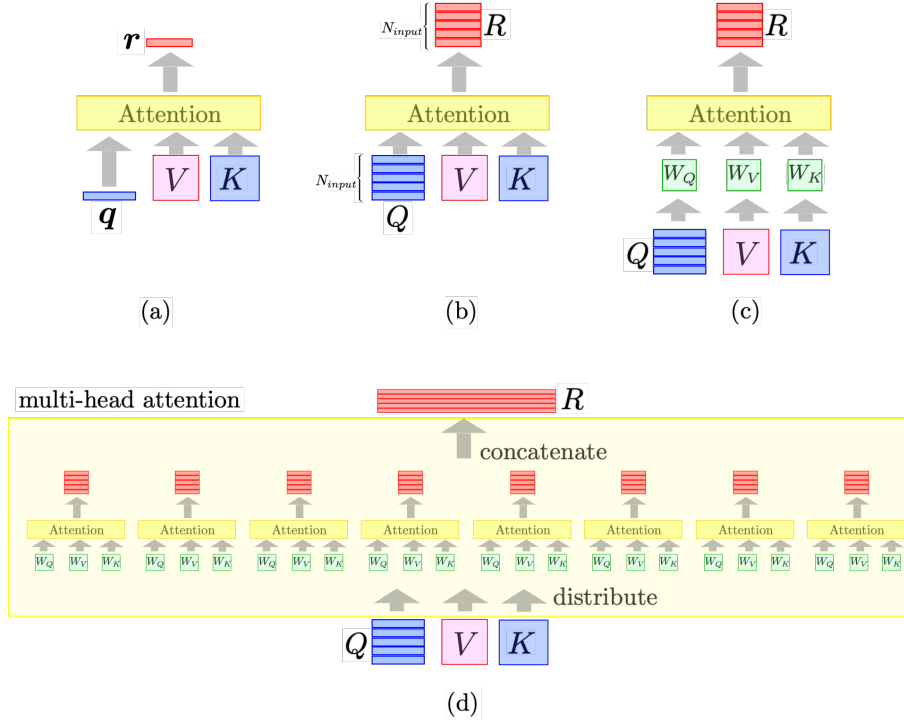 r
Attention
V
K
q
(a)
N_input
R
Attention
N_input
V
K
Q
(b)
R
Attention
W_Q
W_V
W_K
Q
V
K
(c)
multi-head attention
R
concatenate
Attention Attention Attention Attention Attention Attention Attention Attention
W_Q W_V W_K W_Q W_V W_K W_Q W_V W_K W_Q W_V W_K W_Q W_V W_K W_Q W_V W_K W_Q W_V W_K W_Q W_V W_K
distribute
Q V K
(d)